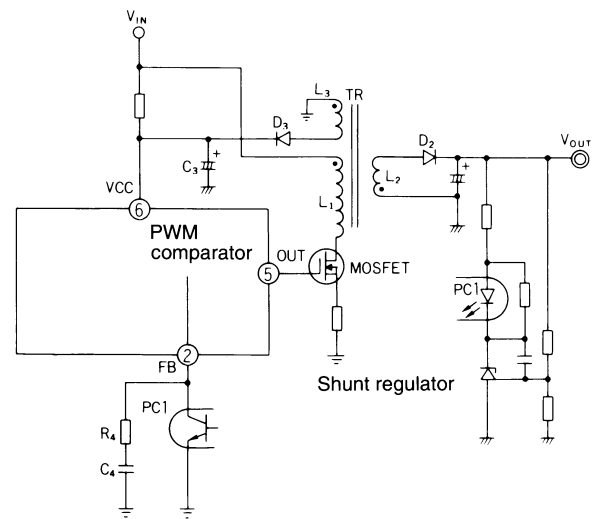 VIN
L3
TR
D3
D2
VOUT
C3
+
+
VCC
L1
L2
6
PWM
comparator
OUT
5
MOSFET
PC1
2
FB
Shunt regulator
PC1
R4
C4